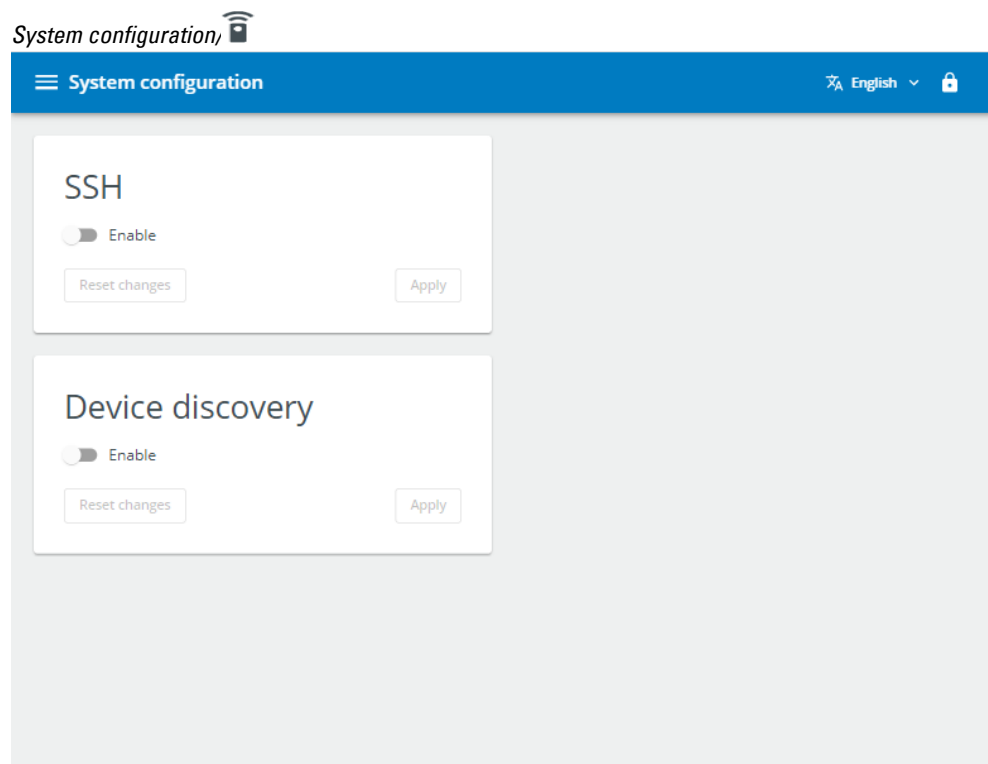 System configuration/
System configuration
English
SSH
Enable
Reset changes
Apply
Device discovery
Enable
Reset changes
Apply